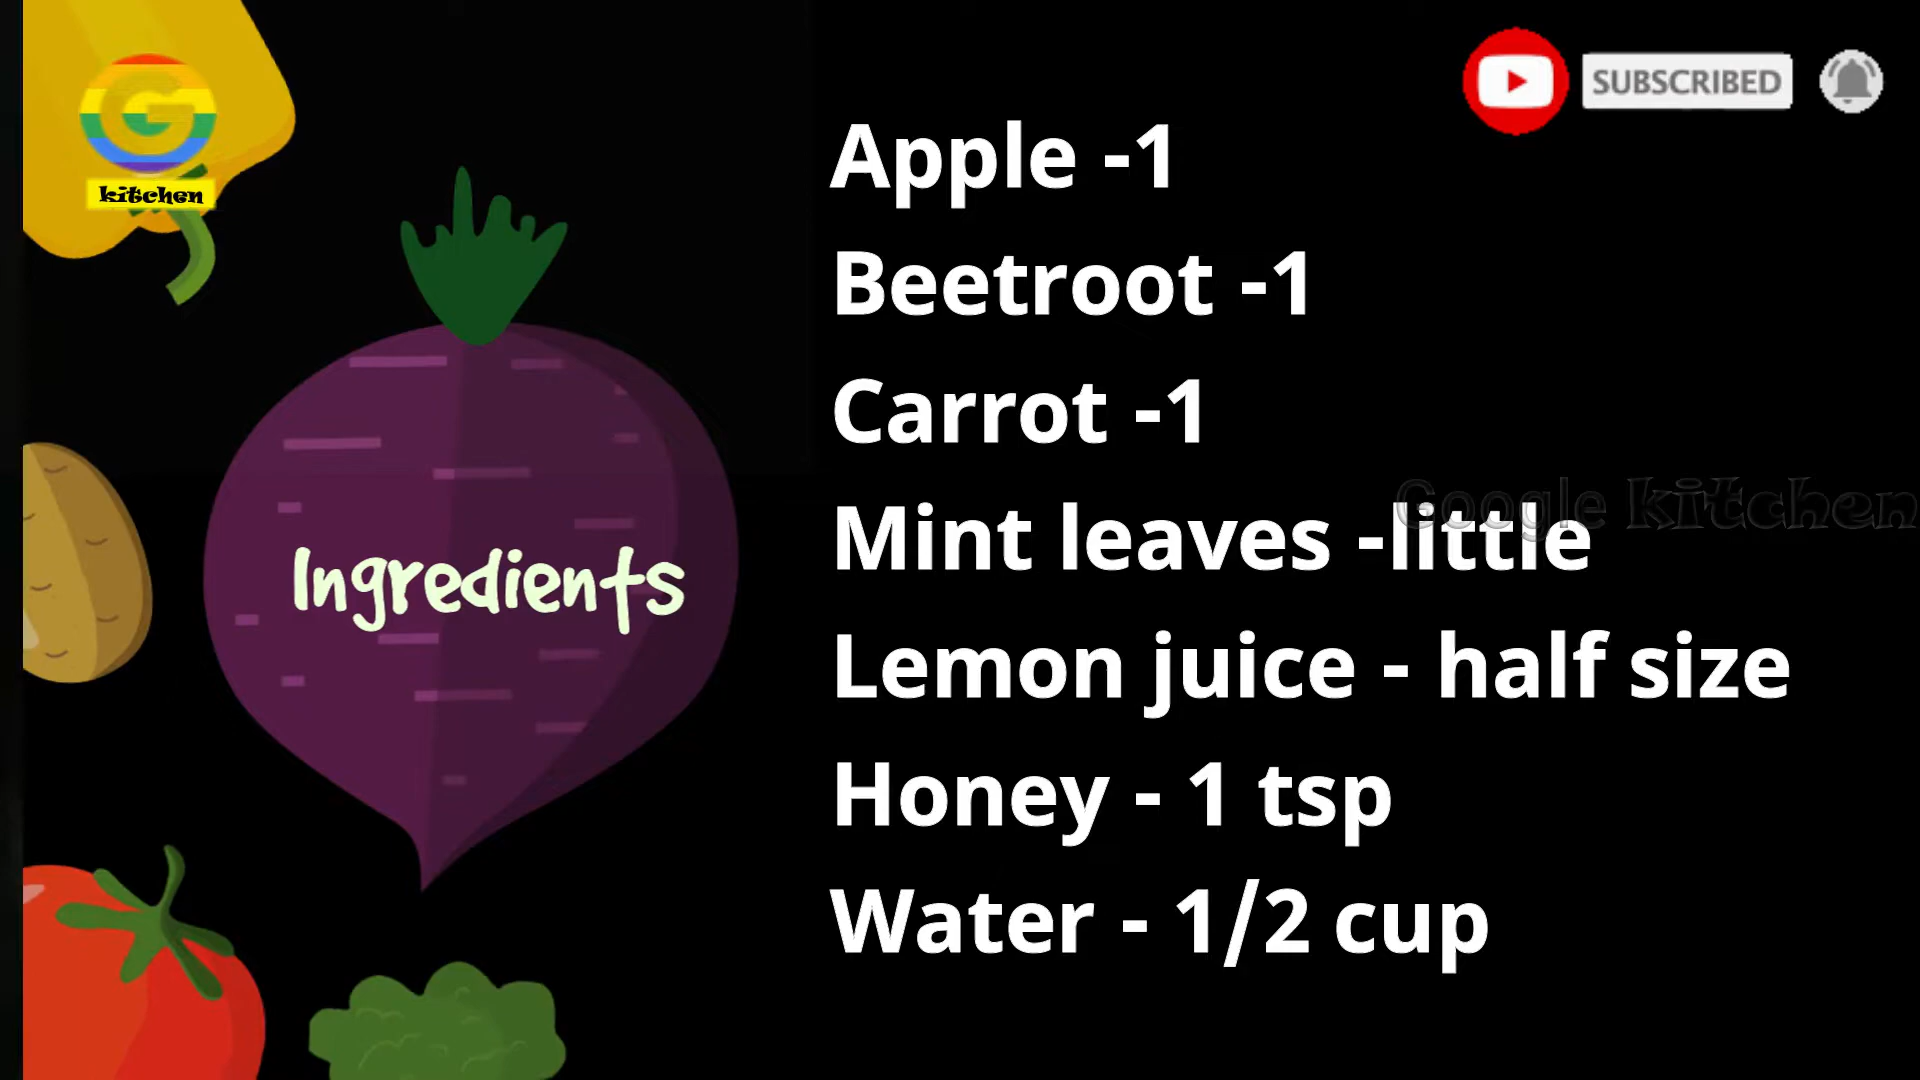 G
kitchen
SUBSCRIBED
Apple -1
Beetroot -1
Carrot -1
Google kitchen
Mint leaves -little
Ingredients
Lemon juice - half size
Honey - 1 tsp
Water - 1/2 cup